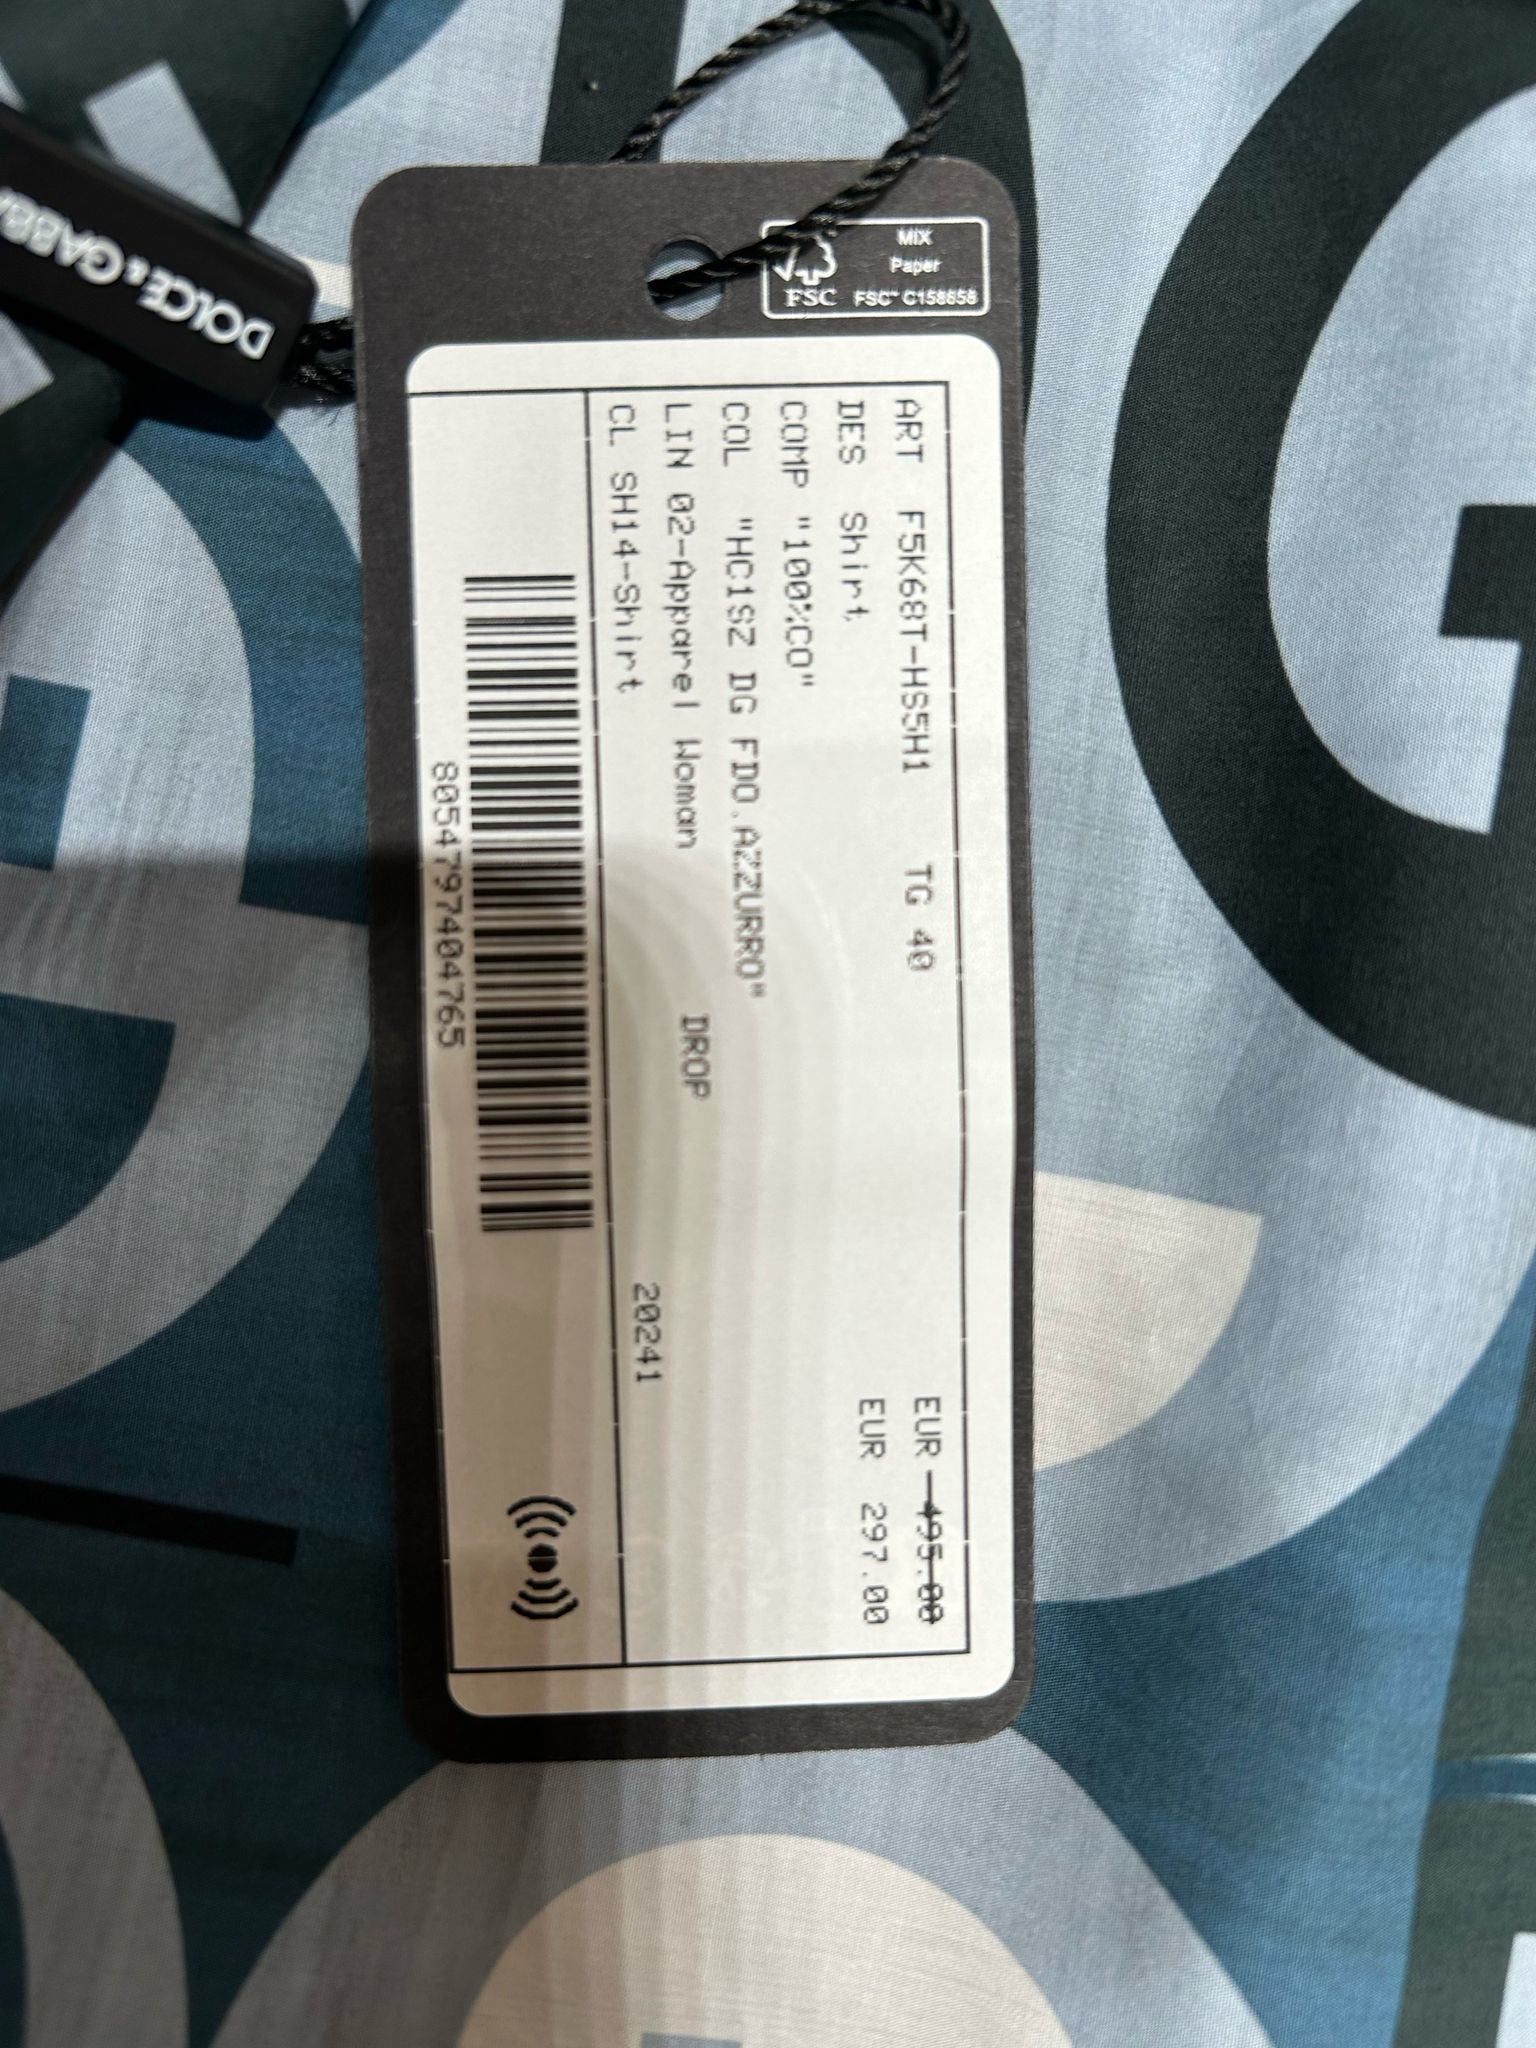 DOLCE & GABBA
MIX
Paper
FSC
FSC™ C158658
ART F5K68T-HS5H1 TG 40 EUR 495.00
DES Shirt EUR 297.00
COMP "100%CO"
COL "HC1SZ DG FDO.AZZURRO"
LIN 02-Apparel Woman DROP
CL SH14-Shirt 20241
8054797404765
G